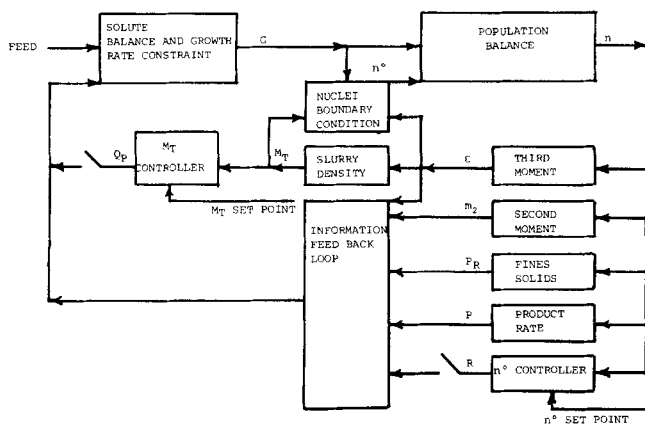 FEED
SOLUTE
BALANCE AND GROWTH
RATE CONSTRAINT
G
POPULATION
BALANCE
n
n°
NUCLEI
BOUNDARY
CONDITION
Q_P
M_T
CONTROLLER
M_T
SLURRY
DENSITY
ε
THIRD
MOMENT
M_T SET POINT
INFORMATION
FEED BACK
LOOP
m_2
SECOND
MOMENT
P_R
FINES
SOLIDS
P
PRODUCT
RATE
R
n° CONTROLLER
n° SET POINT